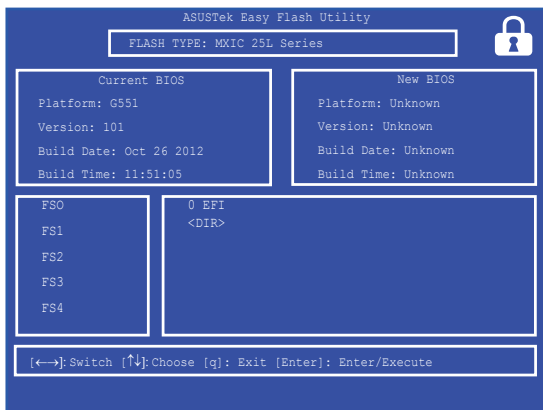 ASUSTek Easy Flash Utility
FLASH TYPE: MXIC 25L Series
Current BIOS
Platform: G551
Version: 101
Build Date: Oct 26 2012
Build Time: 11:51:05
New BIOS
Platform: Unknown
Version: Unknown
Build Date: Unknown
Build Time: Unknown
FSO
FS1
FS2
FS3
FS4
0 EFI
<DIR>
[←→]: Switch [↑↓]: Choose [q]: Exit [Enter]: Enter/Execute